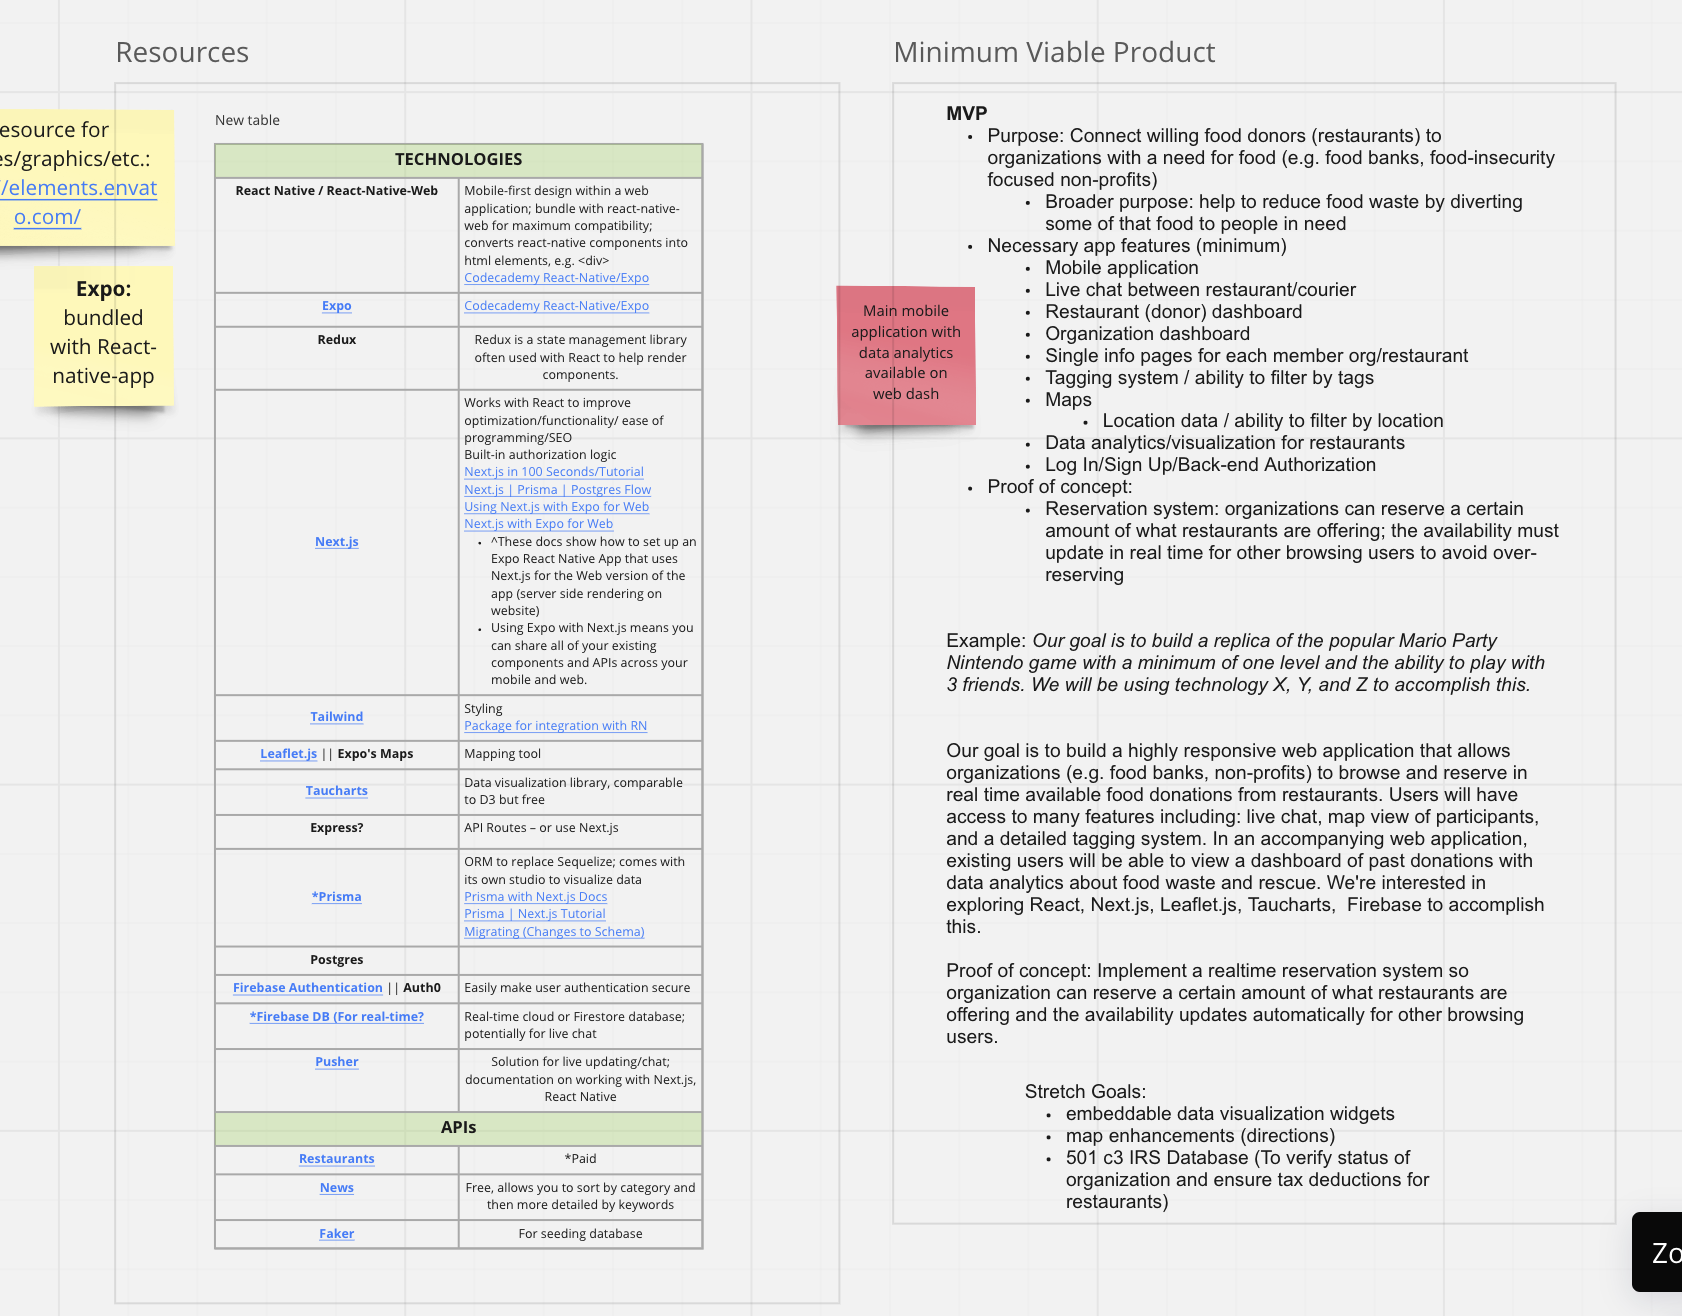 Resources
esource for
es/graphics/etc.:
//elements.envat
o.com/
Expo:
bundled
with React-
native-app
New table
TECHNOLOGIES
React Native / React-Native-Web
Mobile-first design within a web
application; bundle with react-native-
web for maximum compatibility;
converts react-native components into
html elements, e.g. <div>
Codecademy React-Native/Expo
Expo
Codecademy React-Native/Expo
Redux
Redux is a state management library
often used with React to help render
components.
Next.js
Works with React to improve
optimization/functionality/ ease of
programming/SEO
Built-in authorization logic
Next.js in 100 Seconds/Tutorial
Next.js | Prisma | Postgres Flow
Using Next.js with Expo for Web
Next.js with Expo for Web
• ^These docs show how to set up an
Expo React Native App that uses
Next.js for the Web version of the
app (server side rendering on
website)
• Using Expo with Next.js means you
can share all of your existing
components and APIs across your
mobile and web.
Tailwind
Styling
Package for integration with RN
Leaflet.js || Expo's Maps
Mapping tool
Taucharts
Data visualization library, comparable
to D3 but free
Express?
API Routes – or use Next.js
*Prisma
ORM to replace Sequelize; comes with
its own studio to visualize data
Prisma with Next.js Docs
Prisma | Next.js Tutorial
Migrating (Changes to Schema)
Postgres
Firebase Authentication || Auth0
Easily make user authentication secure
*Firebase DB (For real-time?
Real-time cloud or Firestore database;
potentially for live chat
Pusher
Solution for live updating/chat;
documentation on working with Next.js,
React Native
APIs
Restaurants
*Paid
News
Free, allows you to sort by category and
then more detailed by keywords
Faker
For seeding database
Minimum Viable Product
Main mobile
application with
data analytics
available on
web dash
MVP
• Purpose: Connect willing food donors (restaurants) to
organizations with a need for food (e.g. food banks, food-insecurity
focused non-profits)
• Broader purpose: help to reduce food waste by diverting
some of that food to people in need
• Necessary app features (minimum)
• Mobile application
• Live chat between restaurant/courier
• Restaurant (donor) dashboard
• Organization dashboard
• Single info pages for each member org/restaurant
• Tagging system / ability to filter by tags
• Maps
• Location data / ability to filter by location
• Data analytics/visualization for restaurants
• Log In/Sign Up/Back-end Authorization
• Proof of concept:
• Reservation system: organizations can reserve a certain
amount of what restaurants are offering; the availability must
update in real time for other browsing users to avoid over-
reserving
Example: Our goal is to build a replica of the popular Mario Party
Nintendo game with a minimum of one level and the ability to play with
3 friends. We will be using technology X, Y, and Z to accomplish this.
Our goal is to build a highly responsive web application that allows
organizations (e.g. food banks, non-profits) to browse and reserve in
real time available food donations from restaurants. Users will have
access to many features including: live chat, map view of participants,
and a detailed tagging system. In an accompanying web application,
existing users will be able to view a dashboard of past donations with
data analytics about food waste and rescue. We're interested in
exploring React, Next.js, Leaflet.js, Taucharts,  Firebase to accomplish
this.
Proof of concept: Implement a realtime reservation system so
organization can reserve a certain amount of what restaurants are
offering and the availability updates automatically for other browsing
users.
Stretch Goals:
• embeddable data visualization widgets
• map enhancements (directions)
• 501 c3 IRS Database (To verify status of
organization and ensure tax deductions for
restaurants)
Zo